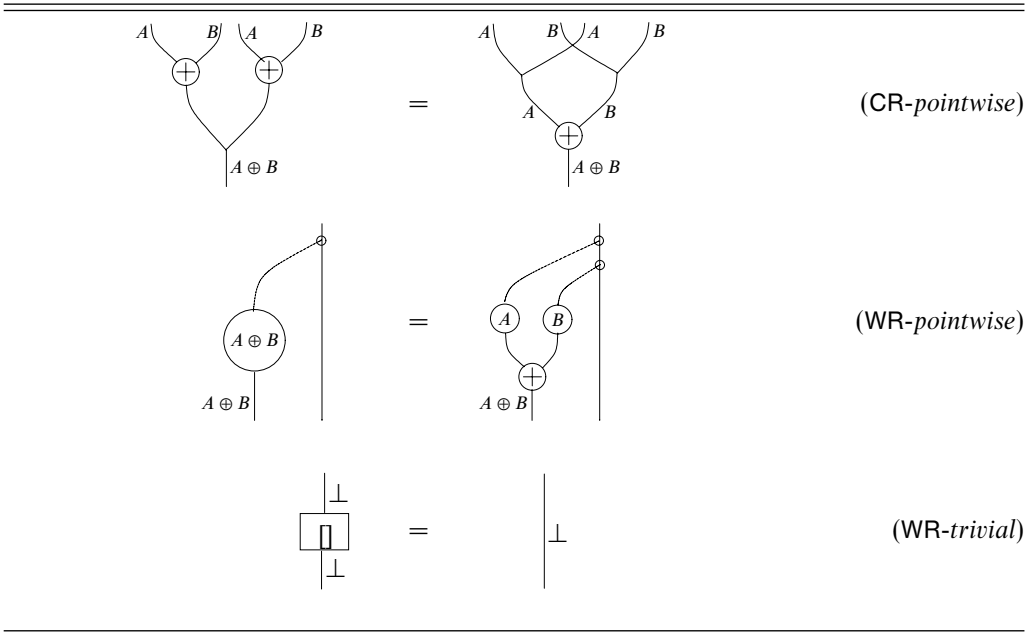 A B A B A B A B
+ + = A B (CR-pointwise)
+
A ⊕ B A ⊕ B
A ⊕ B = A B (WR-pointwise)
+
A ⊕ B A ⊕ B
⊥
[] = ⊥ (WR-trivial)
⊥